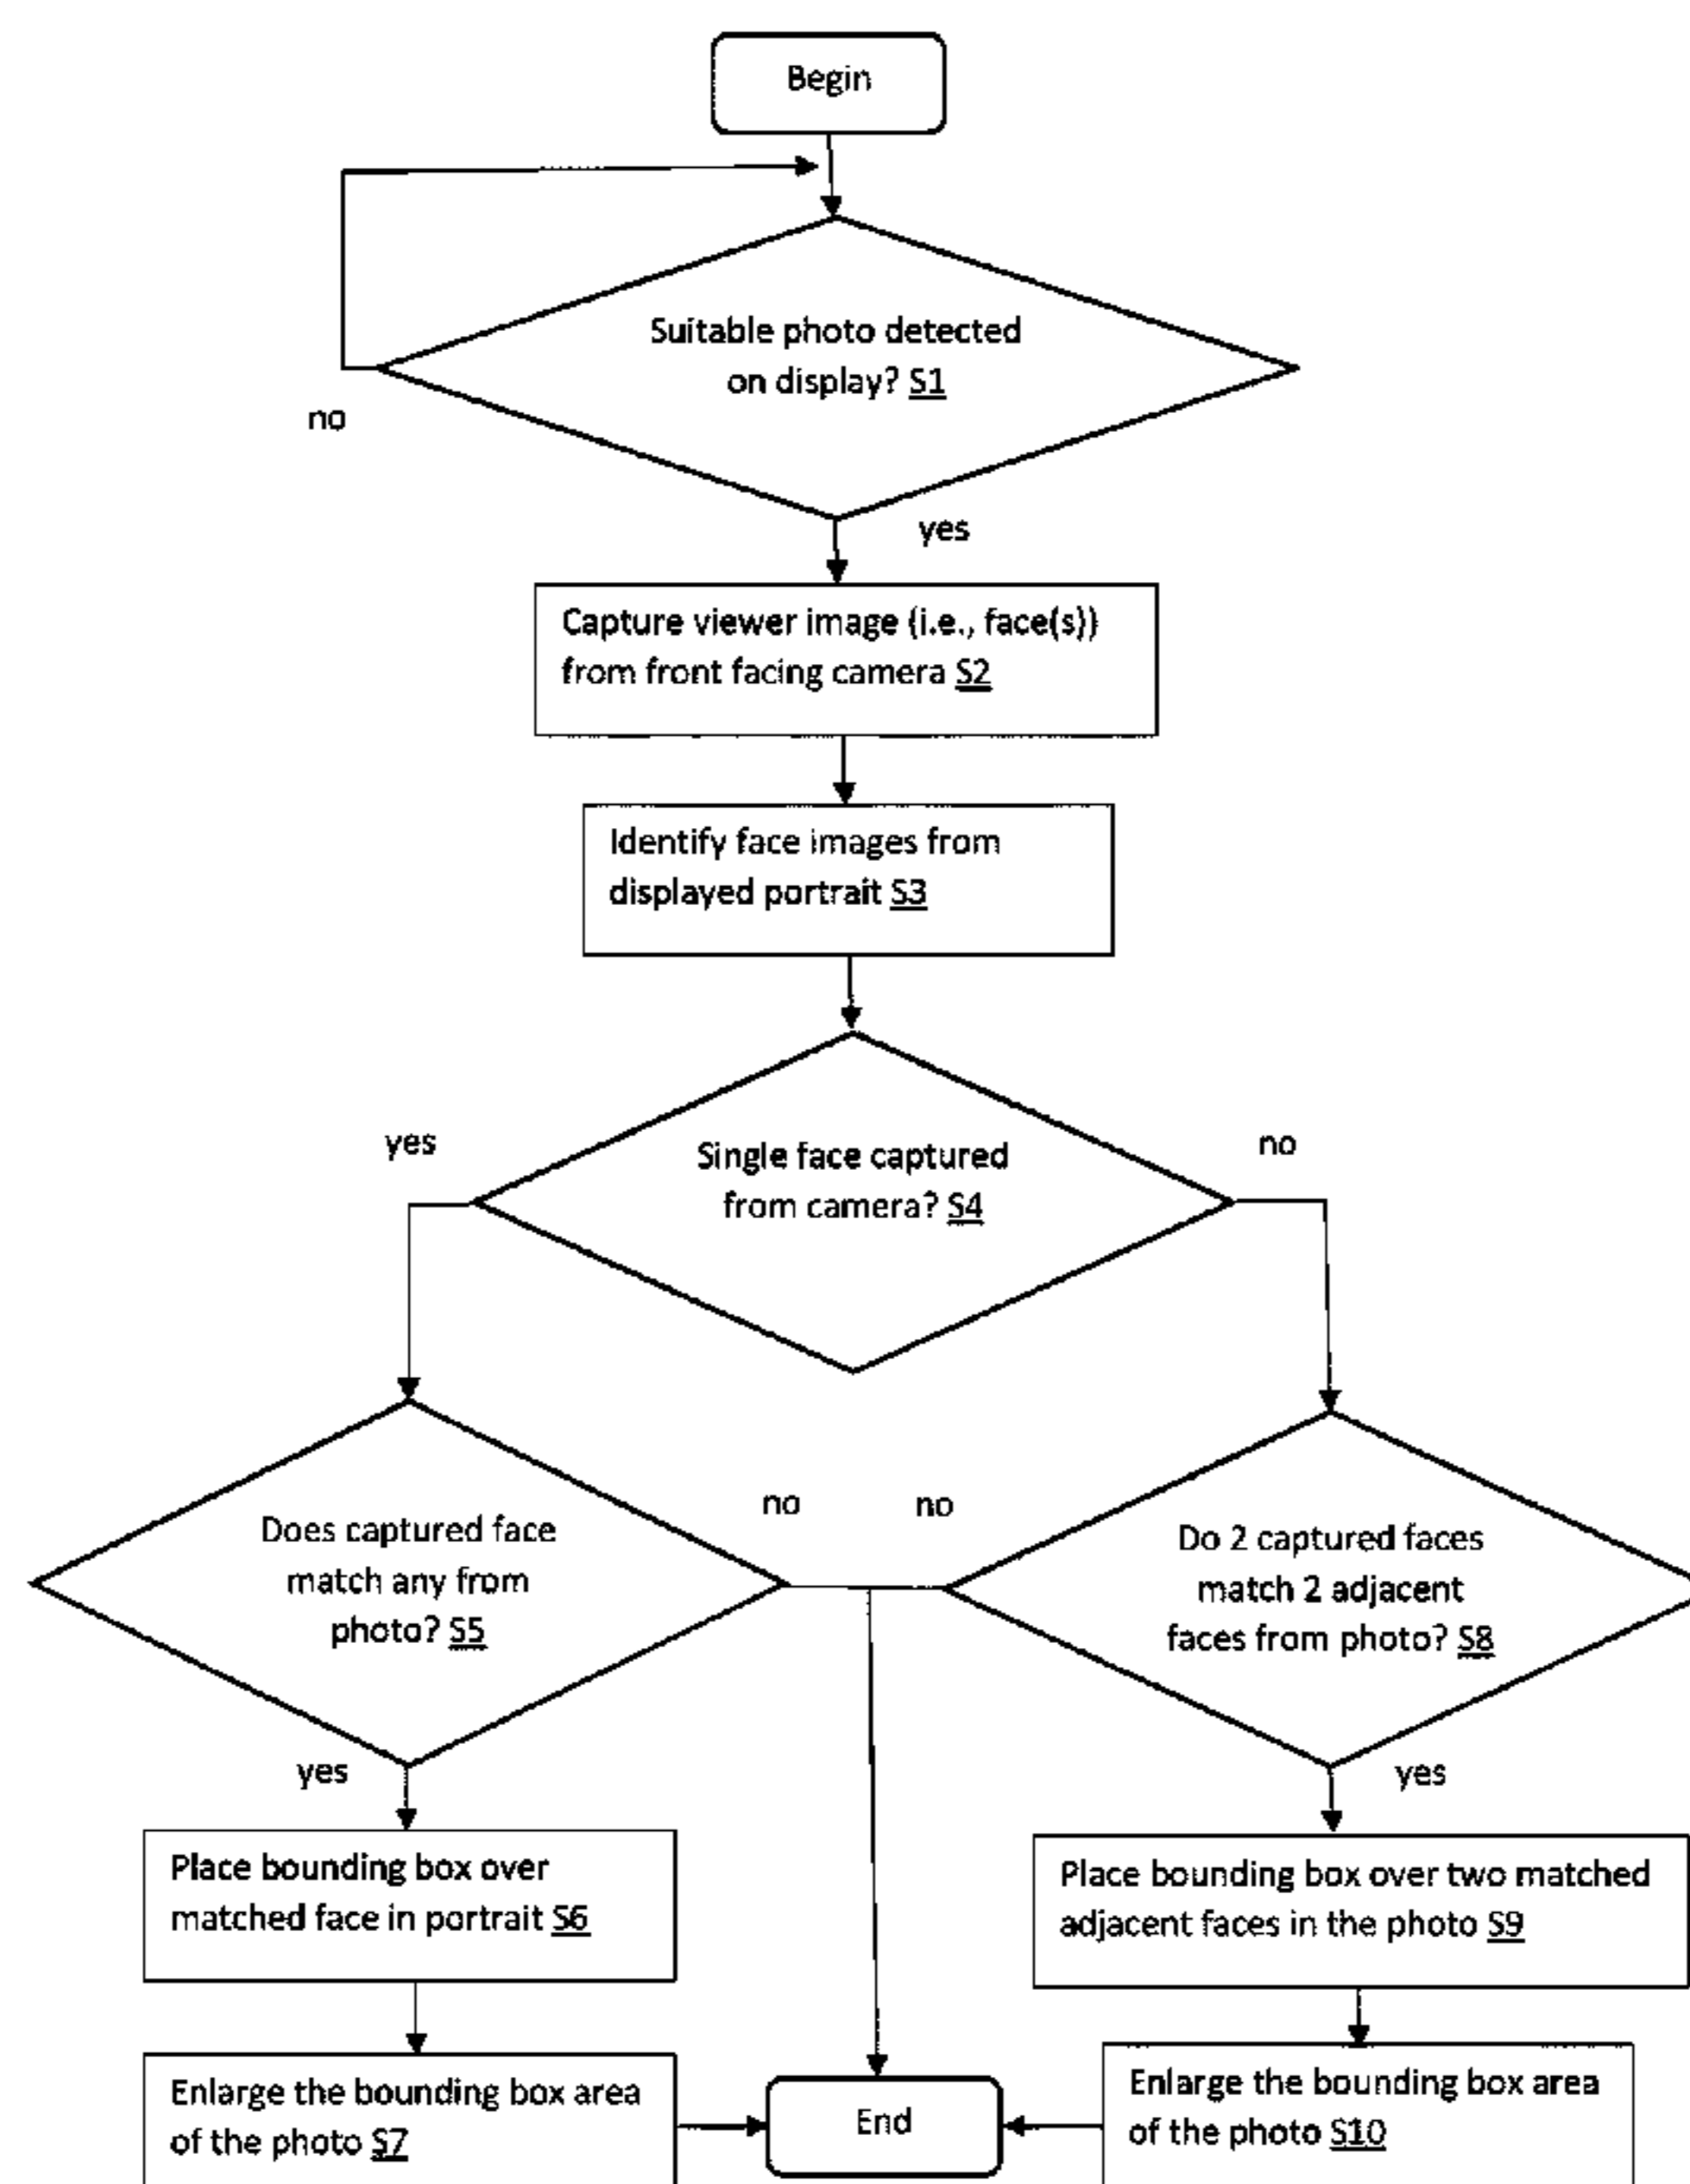 Begin
Suitable photo detected
on display? S1
no
yes
Capture viewer image (i.e., face(s))
from front facing camera S2
Identify face images from
displayed portrait S3
yes
Single face captured
from camera? S4
no
Does captured face
match any from
photo? S5
no
no
Do 2 captured faces
match 2 adjacent
faces from photo? S8
yes
yes
Place bounding box over
matched face in portrait S6
Place bounding box over two matched
adjacent faces in the photo S9
Enlarge the bounding box area
of the photo S7
End
Enlarge the bounding box area
of the photo S10